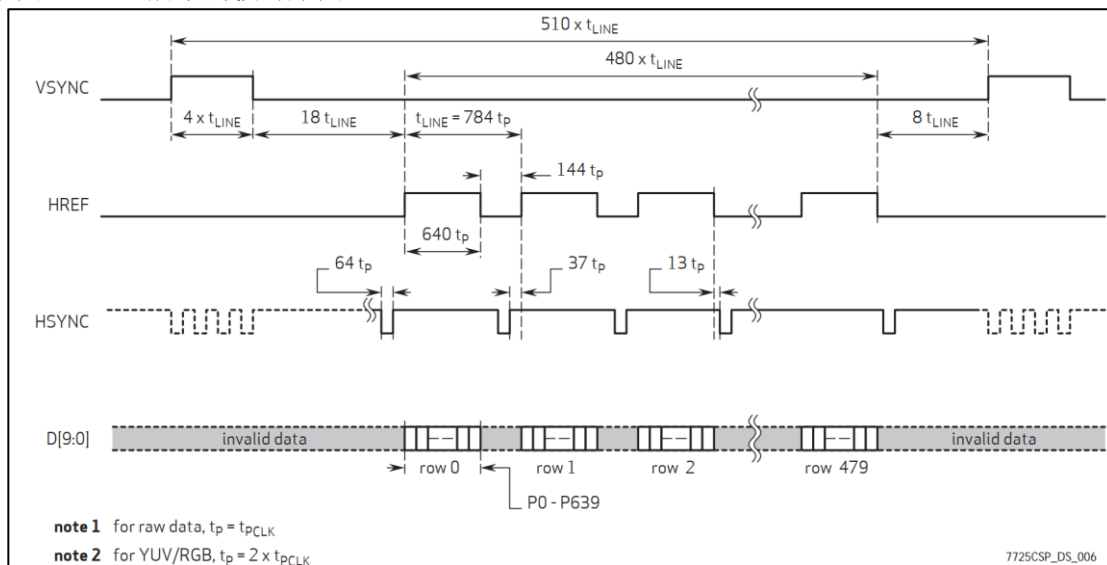 510 x tLINE
VSYNC
480 x tLINE
4 x tLINE
18 tLINE
tLINE = 784 tP
8 tLINE
144 tP
HREF
640 tP
64 tP
37 tP
13 tP
HSYNC
D[9:0]
invalid data
invalid data
row 0
row 1
row 2
row 479
P0 - P639
note 1 for raw data, tP = tPCLK
note 2 for YUV/RGB, tP = 2 x tPCLK
7725CSP_DS_006